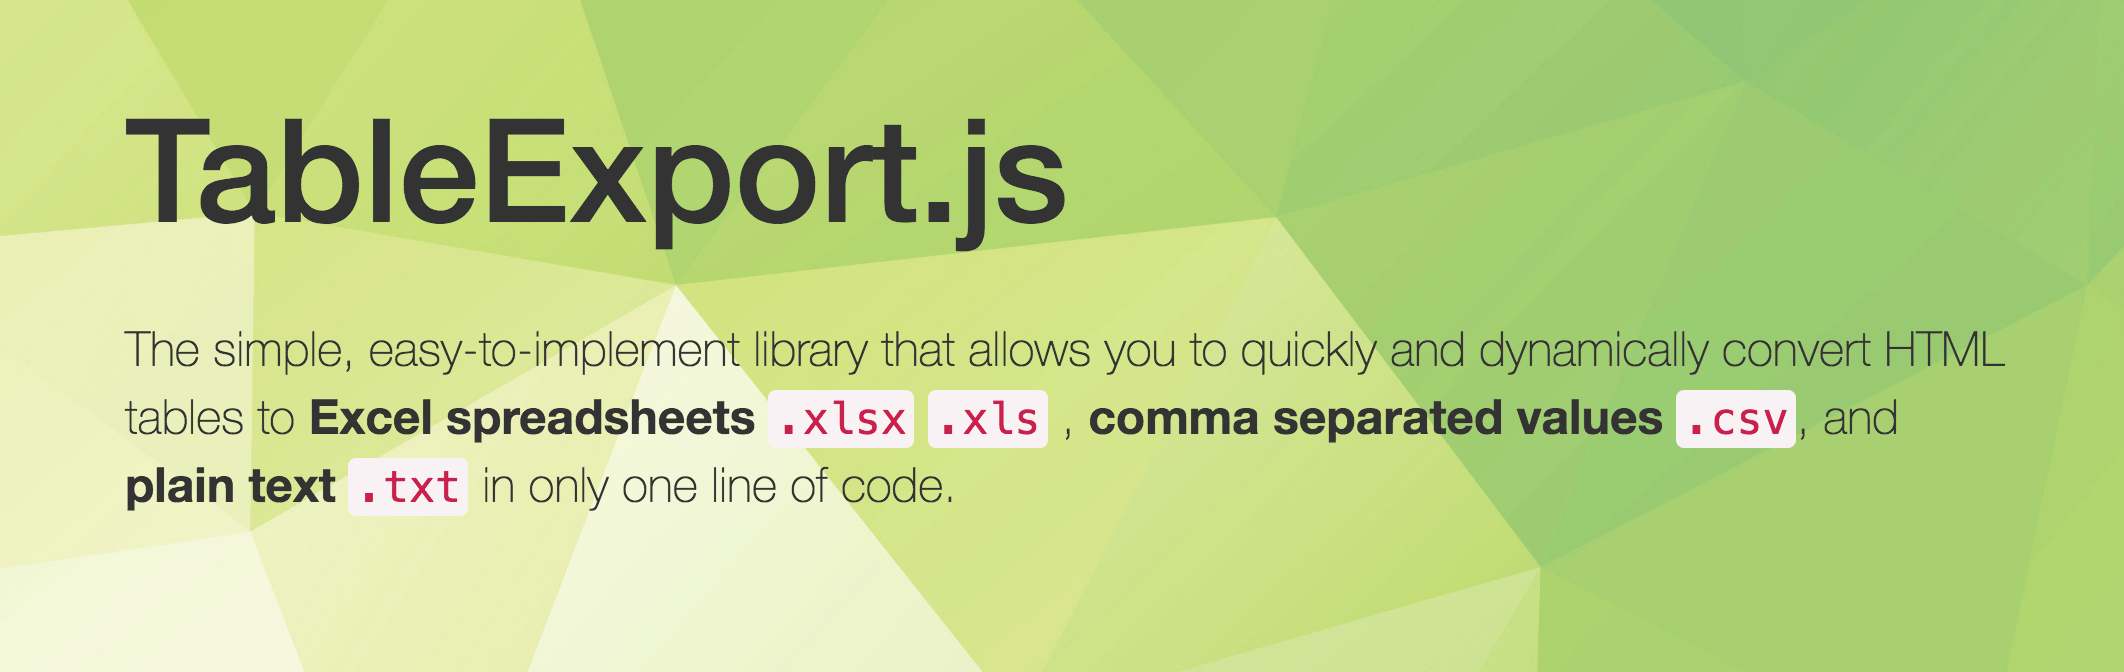 TableExport.js
The simple, easy-to-implement library that allows you to quickly and dynamically convert HTML
tables to Excel spreadsheets .xlsx .xls , comma separated values .csv, and
plain text .txt in only one line of code.